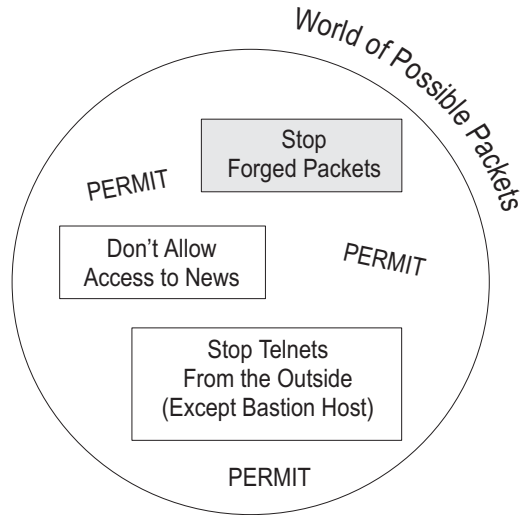 World of Possible Packets
Stop
Forged Packets
PERMIT
Don't Allow
Access to News
PERMIT
Stop Telnets
From the Outside
(Except Bastion Host)
PERMIT